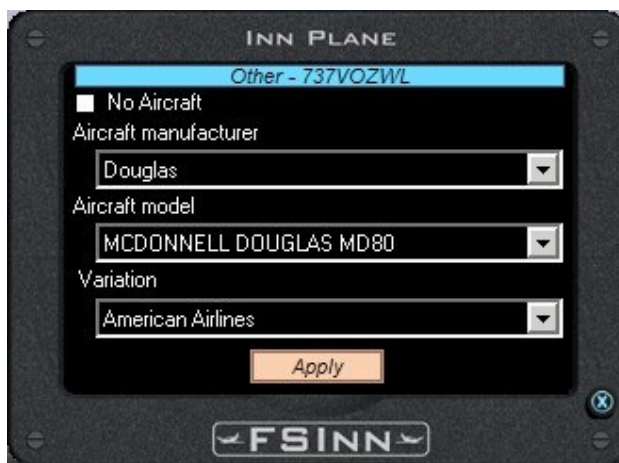 INN PLANE
Other - 737VOZWL
No Aircraft
Aircraft manufacturer
Douglas
Aircraft model
MCDONNELL DOUGLAS MD80
Variation
American Airlines
Apply
X
FSINN